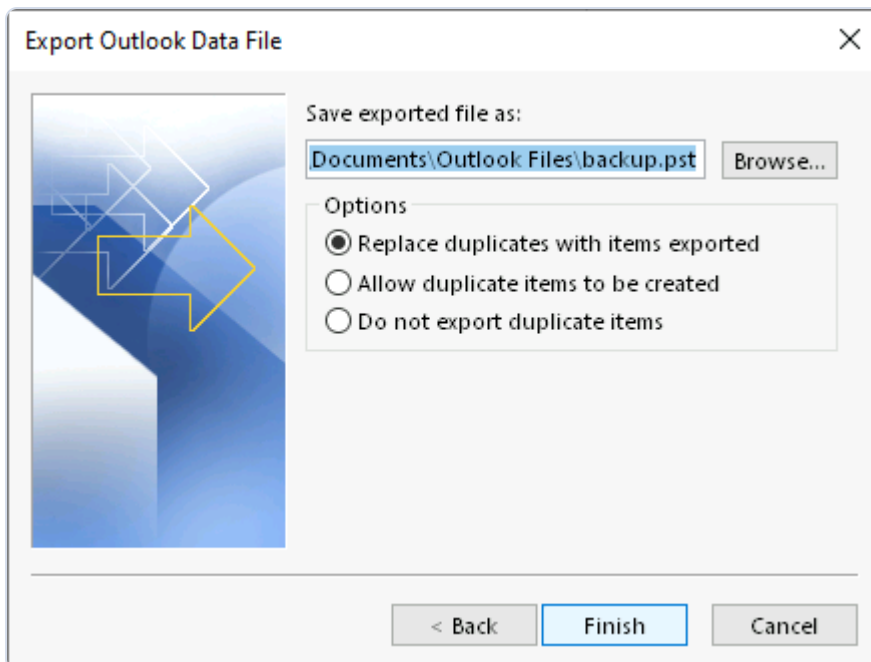 Export Outlook Data File
Save exported file as:
Documents\Outlook Files\backup.pst
Browse...
Options
Replace duplicates with items exported
Allow duplicate items to be created
Do not export duplicate items
< Back
Finish
Cancel